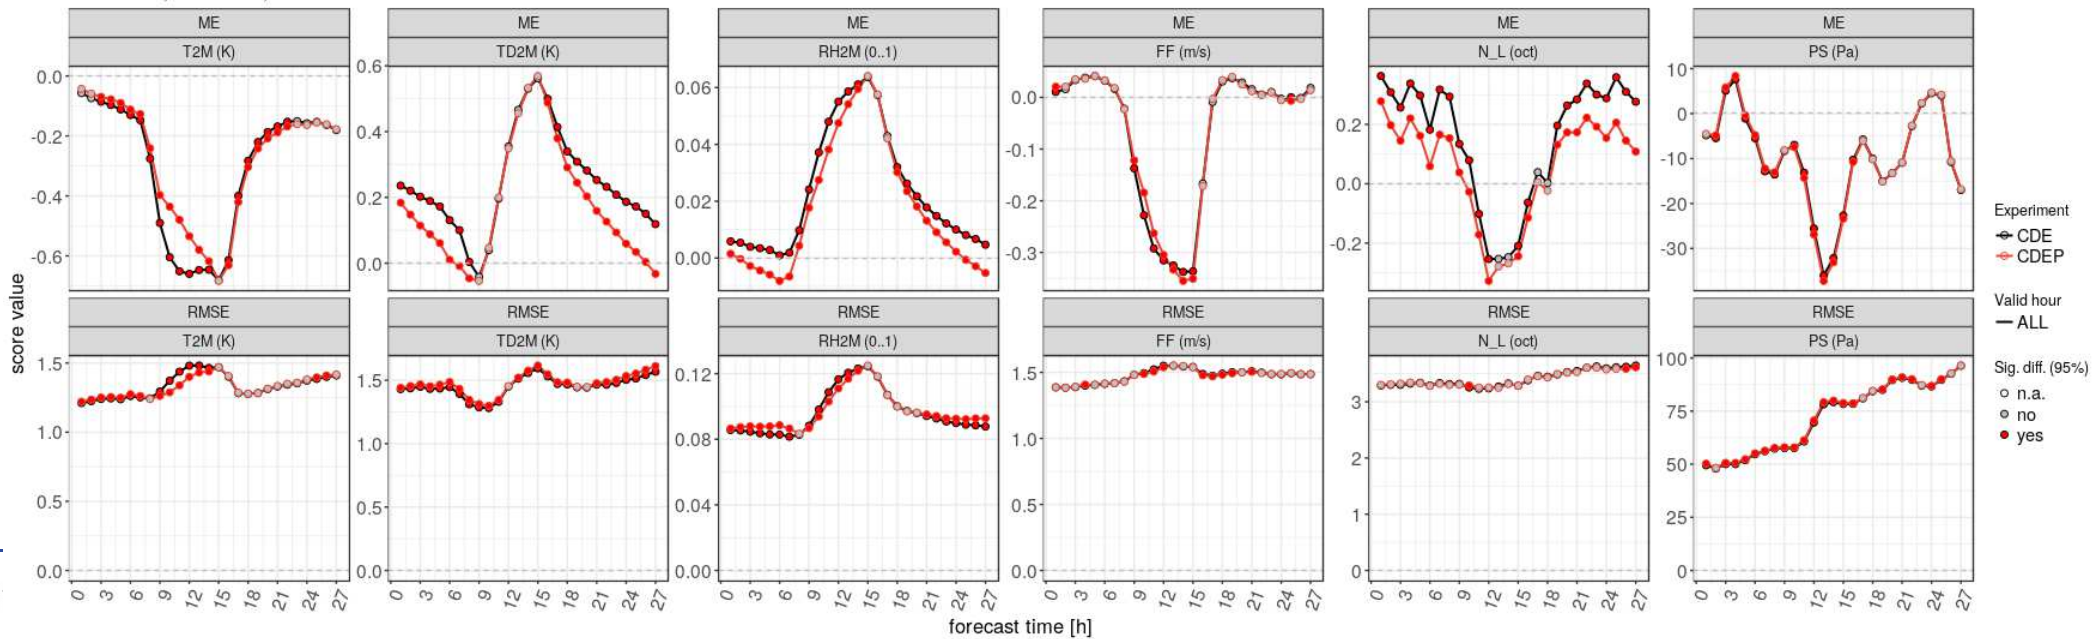 ME ME ME ME ME ME
T2M (K) TD2M (K) RH2M (0..1) FF (m/s) N_L (oct) PS (Pa)
0.0 -0.2 -0.4 -0.6
0.6 0.4 0.2 0.0
0.06 0.04 0.02 0.00
0.0 -0.1 -0.2 -0.3
0.2 0.0 -0.2
10 0 -10 -20 -30
score value
RMSE RMSE RMSE RMSE RMSE RMSE
T2M (K) TD2M (K) RH2M (0..1) FF (m/s) N_L (oct) PS (Pa)
1.5 1.0 0.5 0.0
1.5 1.0 0.5 0.0
0.12 0.08 0.04 0.00
1.5 1.0 0.5 0.0
3 2 1 0
100 75 50 25 0
0 3 6 9 12 15 18 21 24 27
0 3 6 9 12 15 18 21 24 27
0 3 6 9 12 15 18 21 24 27
0 3 6 9 12 15 18 21 24 27
0 3 6 9 12 15 18 21 24 27
0 3 6 9 12 15 18 21 24 27
forecast time [h]
Experiment
CDE
CDEP
Valid hour
ALL
Sig. diff. (95%)
n.a.
no
yes